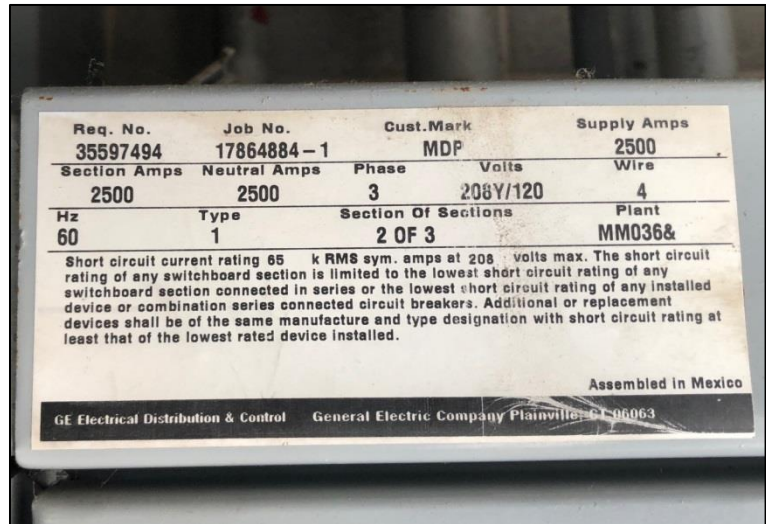 Req. No. Job No. Cust.Mark Supply Amps
35597494 17864884-1 MDP 2500
Section Amps Neutral Amps Phase Volts Wire
2500 2500 3 208Y/120 4
Hz Type Section Of Sections Plant
60 1 2 OF 3 MM036&
Short circuit current rating 65 k RMS sym. amps at 208 volts max. The short circuit
rating of any switchboard section is limited to the lowest short circuit rating of any
switchboard section connected in series or the lowest short circuit rating of any installed
device or combination series connected circuit breakers. Additional or replacement
devices shall be of the same manufacture and type designation with short circuit rating at
least that of the lowest rated device installed.
Assembled in Mexico
GE Electrical Distribution & Control General Electric Company Plainville, CT 06063